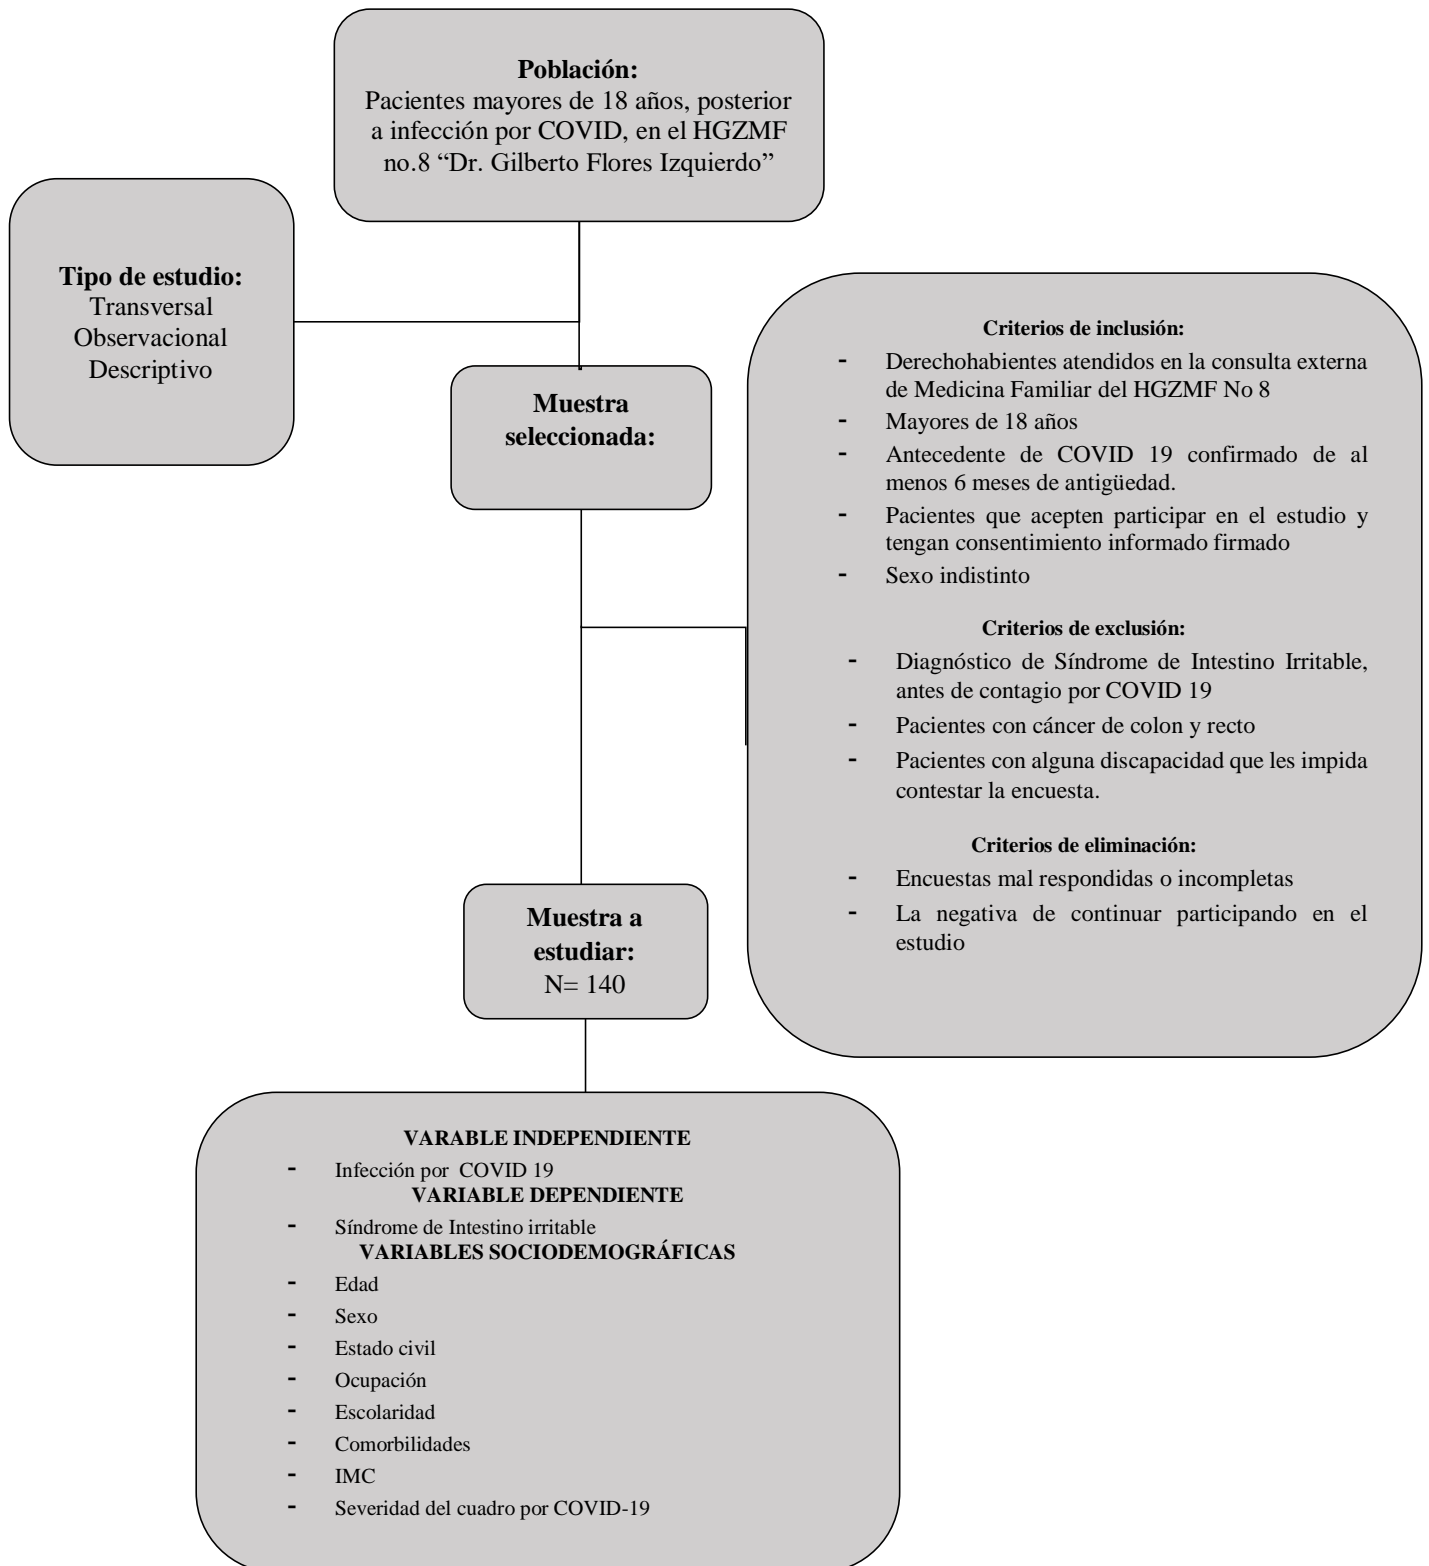 Población:
Pacientes mayores de 18 años, posterior
a infección por COVID, en el HGZMF
no.8 “Dr. Gilberto Flores Izquierdo”
Tipo de estudio:
Transversal
Observacional
Descriptivo
Muestra
seleccionada:
Criterios de inclusión:
- Derechohabientes atendidos en la consulta externa
de Medicina Familiar del HGZMF No 8
- Mayores de 18 años
- Antecedente de COVID 19 confirmado de al
menos 6 meses de antigüedad.
- Pacientes que acepten participar en el estudio y
tengan consentimiento informado firmado
- Sexo indistinto
Criterios de exclusión:
- Diagnóstico de Síndrome de Intestino Irritable,
antes de contagio por COVID 19
- Pacientes con cáncer de colon y recto
- Pacientes con alguna discapacidad que les impida
contestar la encuesta.
Criterios de eliminación:
- Encuestas mal respondidas o incompletas
- La negativa de continuar participando en el
estudio
Muestra a
estudiar:
N= 140
VARABLE INDEPENDIENTE
- Infección por COVID 19
VARIABLE DEPENDIENTE
- Síndrome de Intestino irritable
VARIABLES SOCIODEMOGRÁFICAS
- Edad
- Sexo
- Estado civil
- Ocupación
- Escolaridad
- Comorbilidades
- IMC
- Severidad del cuadro por COVID-19